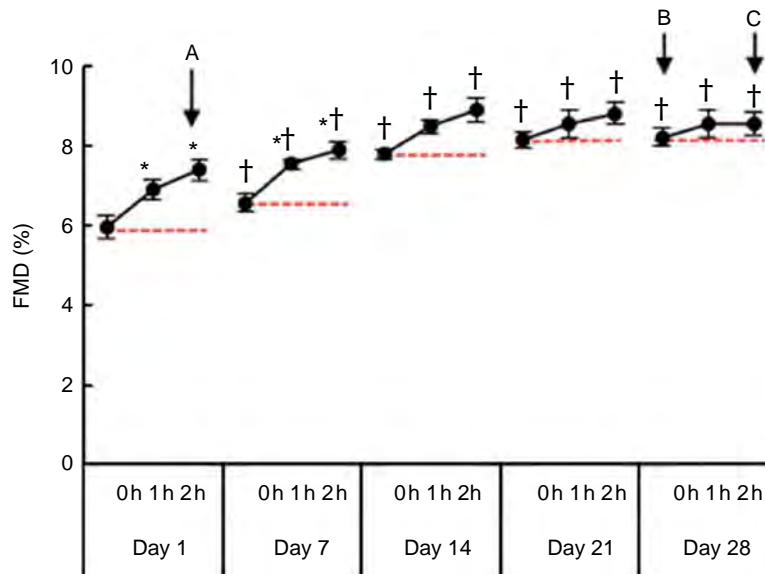 B C
A
10
† † †
† † †
† † †
*† *†
* *
†
8
6
4
2
0
FMD (%)
0h 1h 2h 0h 1h 2h 0h 1h 2h 0h 1h 2h 0h 1h 2h
Day 1 Day 7 Day 14 Day 21 Day 28